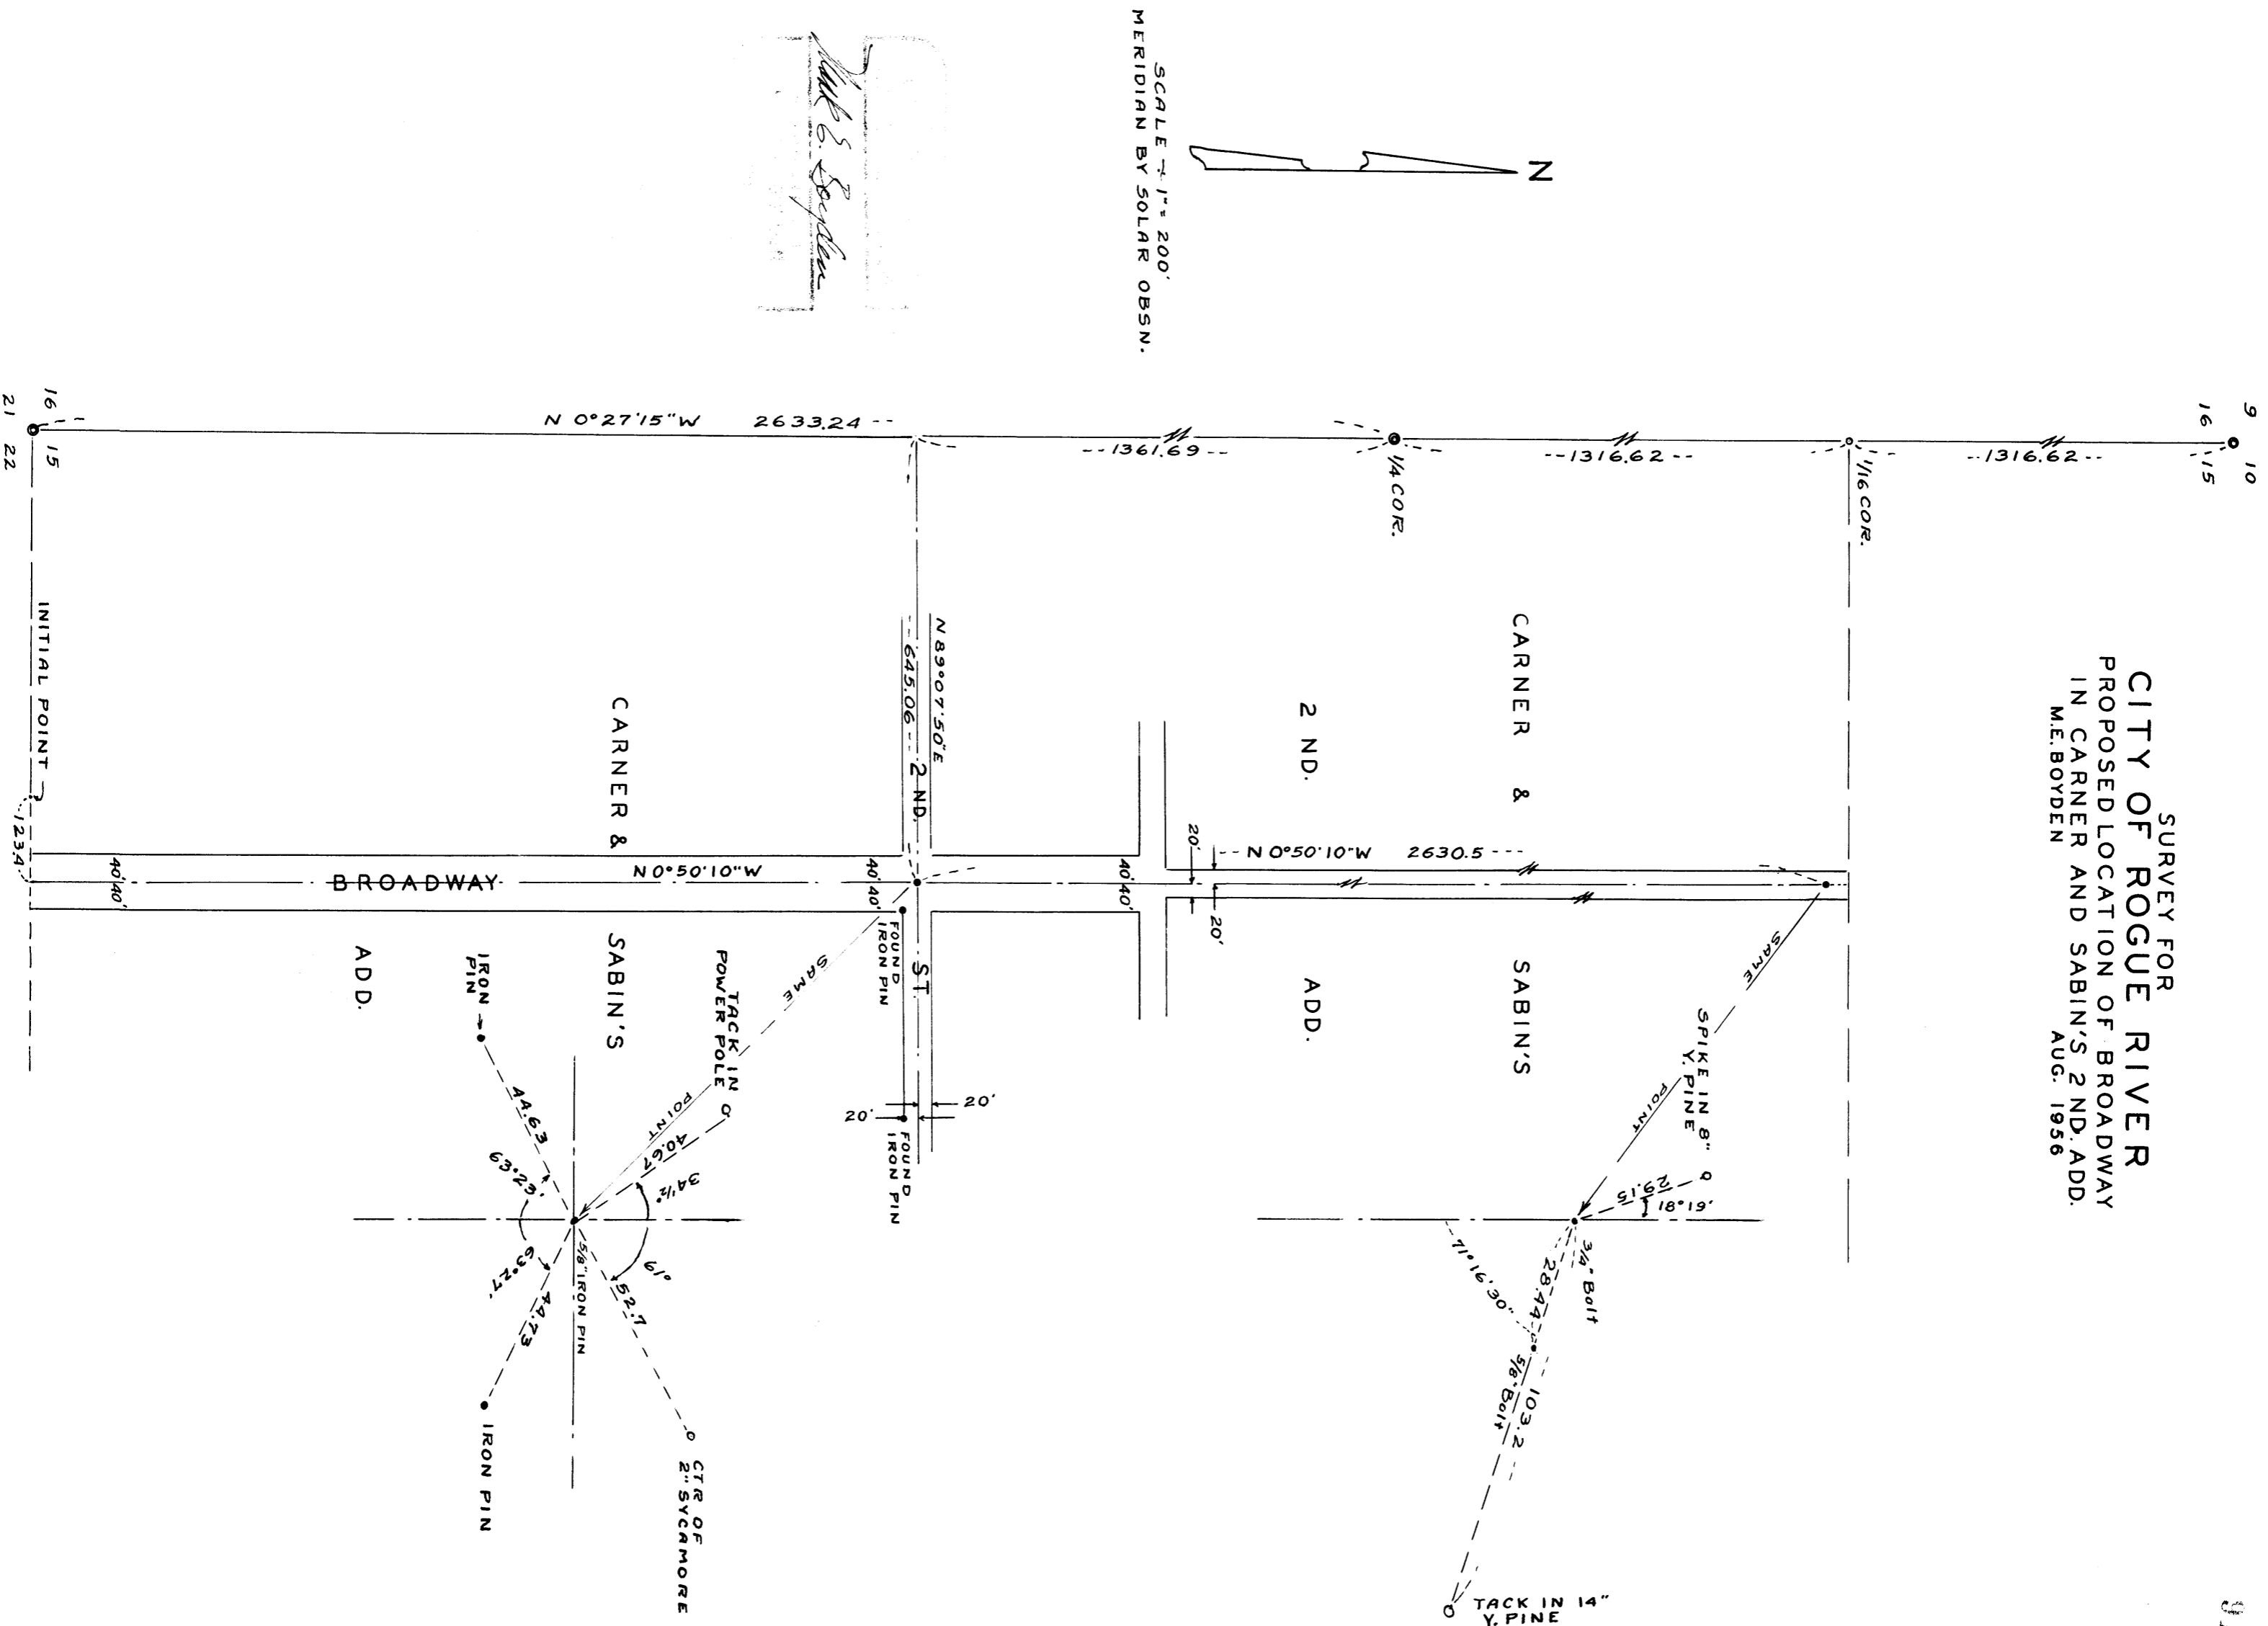 SURVEY FOR
CITY OF ROGUE RIVER
PROPOSED LOCATION OF BROADWAY
IN CARNER AND SABIN'S 2 ND. ADD.
M.E. BOYDEN AUG. 1956
9
10
16
15
--1316.62--
1/16 COR.
--1316.62--
1/4 COR.
--1361.69--
N 0°27'15"W 2633.24--
16
15
21
22
N
SCALE ~ 1" = 200'
MERIDIAN BY SOLAR OBSN.
CARNER &
SABIN'S
2 ND.
ADD.
SAME
POINT
SPIKE IN 8"
Y. PINE
29.15
18°19'
3/4" Bolt
28.44
71°16'30"
5/8" Bolt
103.2
TACK IN 14"
Y. PINE
--N 0°50'10"W 2630.5---
20'
20'
40'
40'
N 89°07'50"E
--645.06--
2 ND.
ST.
40'
40'
FOUND
IRON PIN
20'
20'
FOUND
IRON PIN
CARNER &
SABIN'S
ADD.
N 0°50'10"W
BROADWAY
40'
40'
INITIAL POINT
123.4
SAME
POINT
TACK IN
POWER POLE
40.67
34½°
61°
52.7
CTR OF
2" SYCAMORE
5/8" IRON PIN
IRON
PIN
44.63
63°23'
63°27'
44.73
IRON PIN